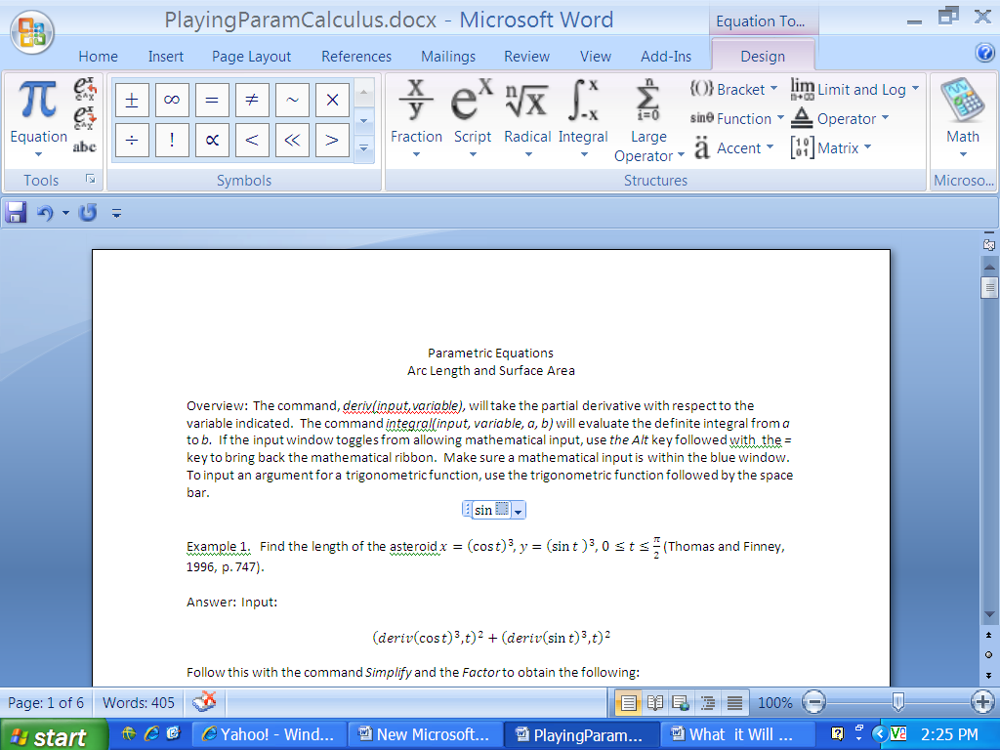 PlayingParamCalculus.docx - Microsoft Word
Equation To...
Home Insert Page Layout References Mailings Review View Add-Ins Design
Equation
abc
± ∞ = ≠ ~ ×
÷ ! ∝ < ≪ >
Fraction Script Radical Integral Large Operator
{()} Bracket
sinθ Function
ä Accent
lim n→∞ Limit and Log
Operator
Matrix
Math
Tools Symbols Structures Microso...
Parametric Equations
Arc Length and Surface Area
Overview: The command, deriv(input,variable), will take the partial derivative with respect to the
variable indicated. The command integral(input, variable, a, b) will evaluate the definite integral from a
to b. If the input window toggles from allowing mathematical input, use the Alt key followed with the =
key to bring back the mathematical ribbon. Make sure a mathematical input is within the blue window.
To input an argument for a trigonometric function, use the trigonometric function followed by the space
bar.
sin
Example 1. Find the length of the asteroid x = (cos t)³, y = (sin t )³, 0 ≤ t ≤ π/2 (Thomas and Finney,
1996, p. 747).
Answer: Input:
(deriv(cos t)³,t)² + (deriv(sin t)³,t)²
Follow this with the command Simplify and the Factor to obtain the following:
Page: 1 of 6 Words: 405 100%
start Yahoo! - Wind... New Microsoft... PlayingParam... What it Will ... 2:25 PM